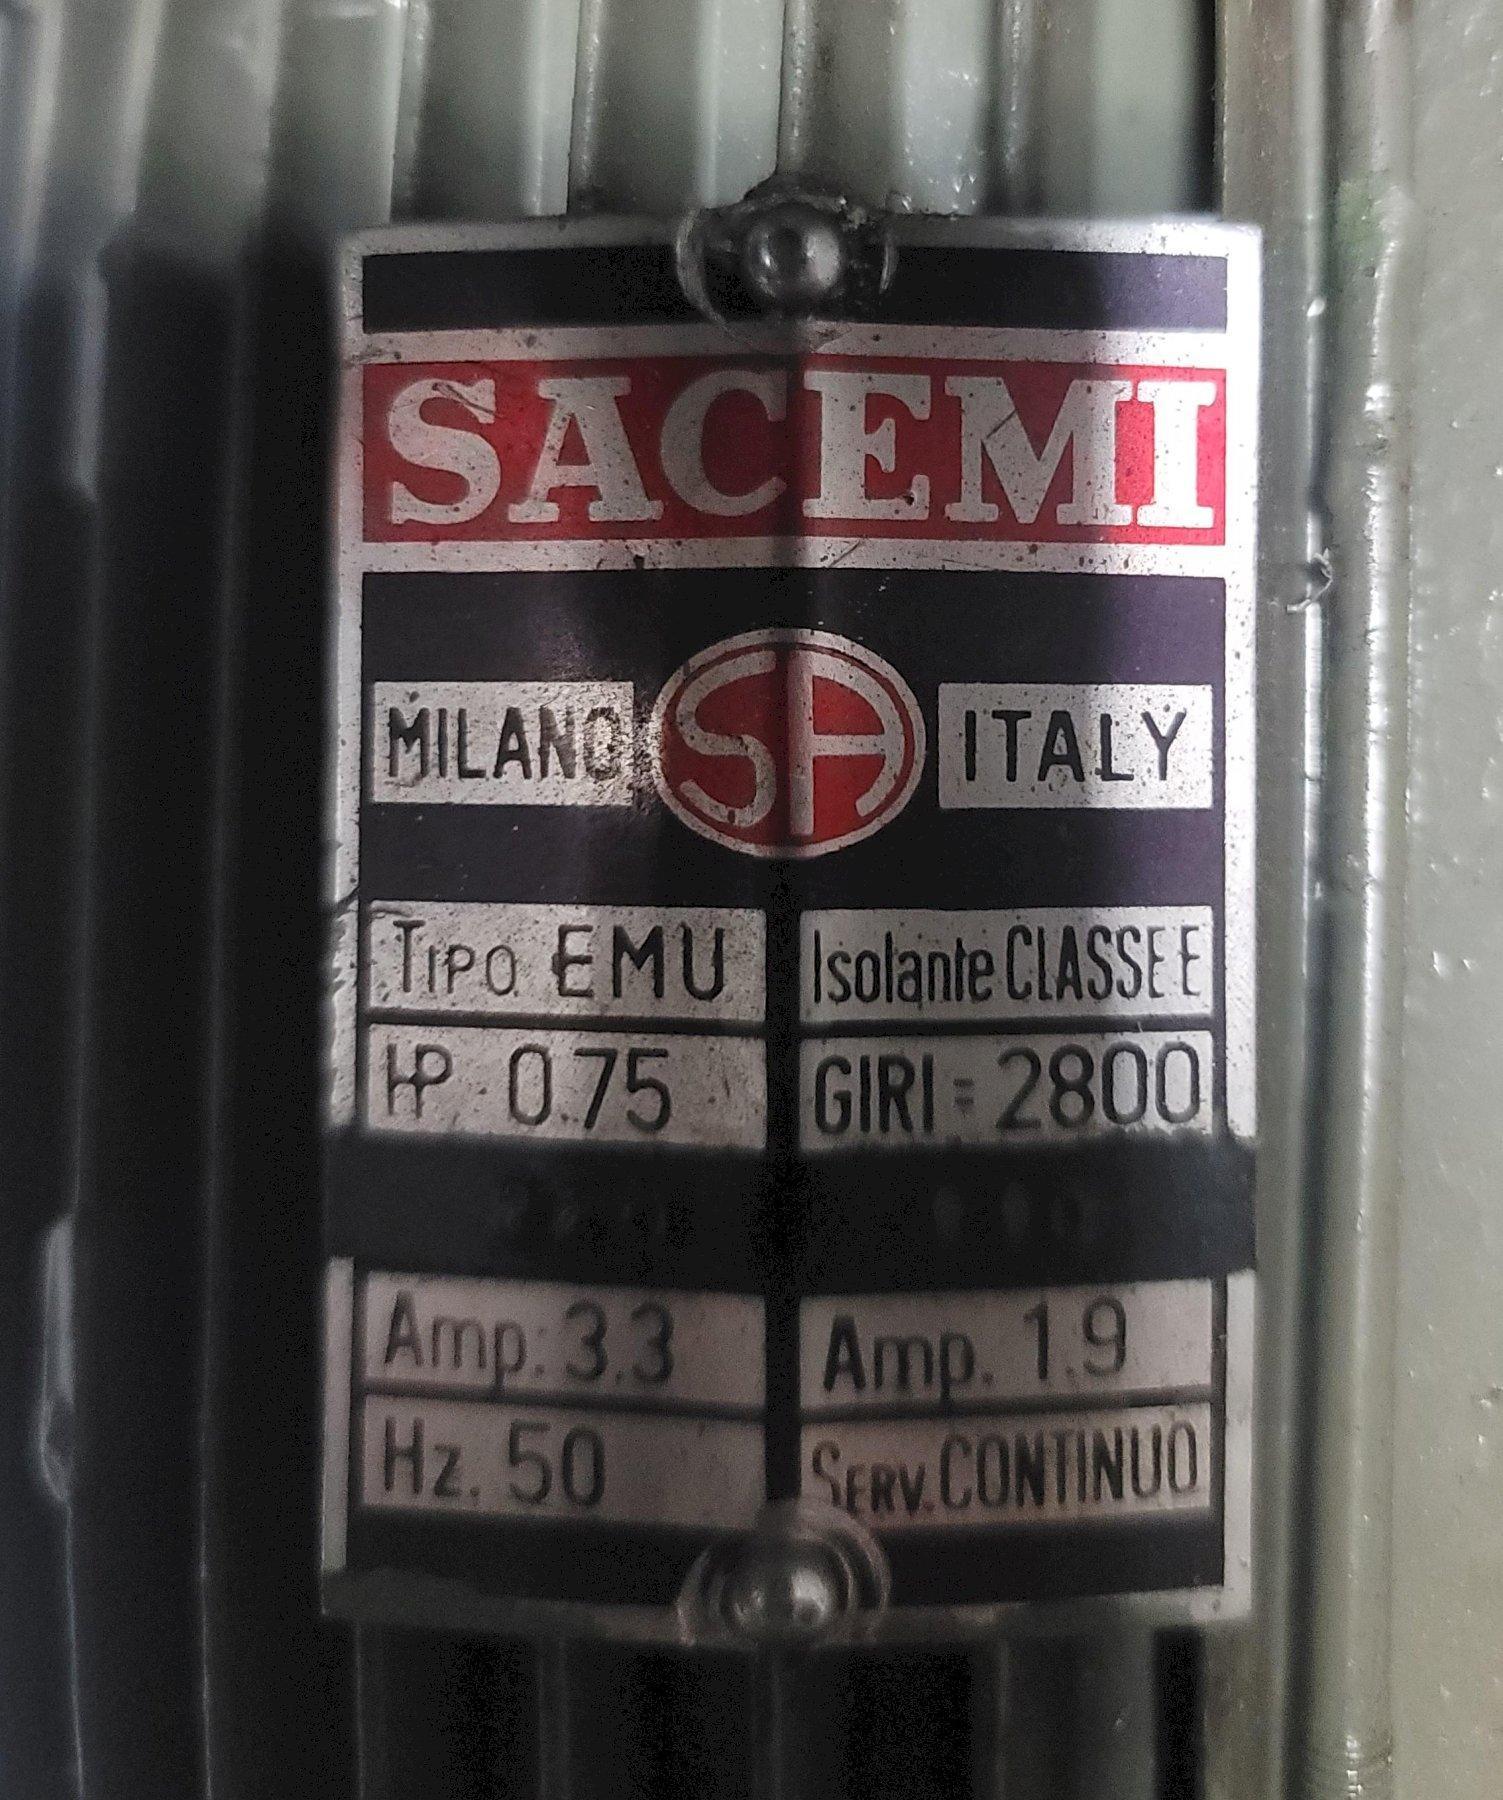 SACEMI
MILANO SA ITALY
Tipo EMU Isolante CLASSE E
HP 0.75 GIRI = 2800
Amp. 3.3 Amp. 1.9
Hz. 50 SERV. CONTINUO